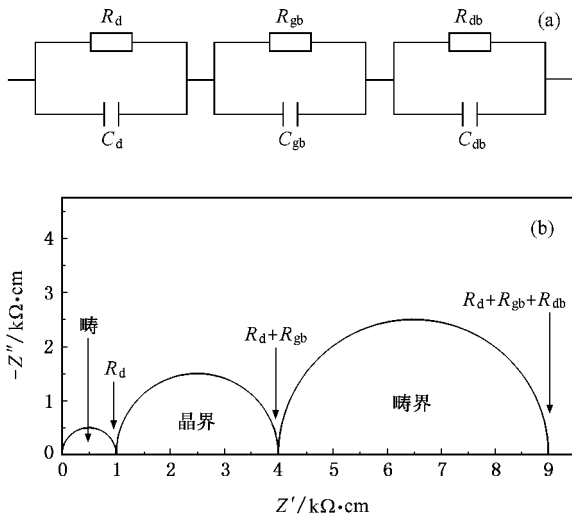 R_d R_gb R_db (a)
C_d C_gb C_db
(b)
4
3
2
1
0
-Z″/kΩ·cm
畴
R_d
R_d+R_gb
R_d+R_gb+R_db
晶界
畴界
0 1 2 3 4 5 6 7 8 9
Z′/kΩ·cm